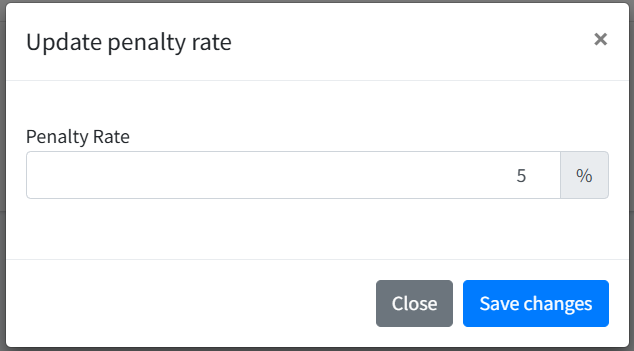 Update penalty rate
×
Penalty Rate
5 %
Close Save changes